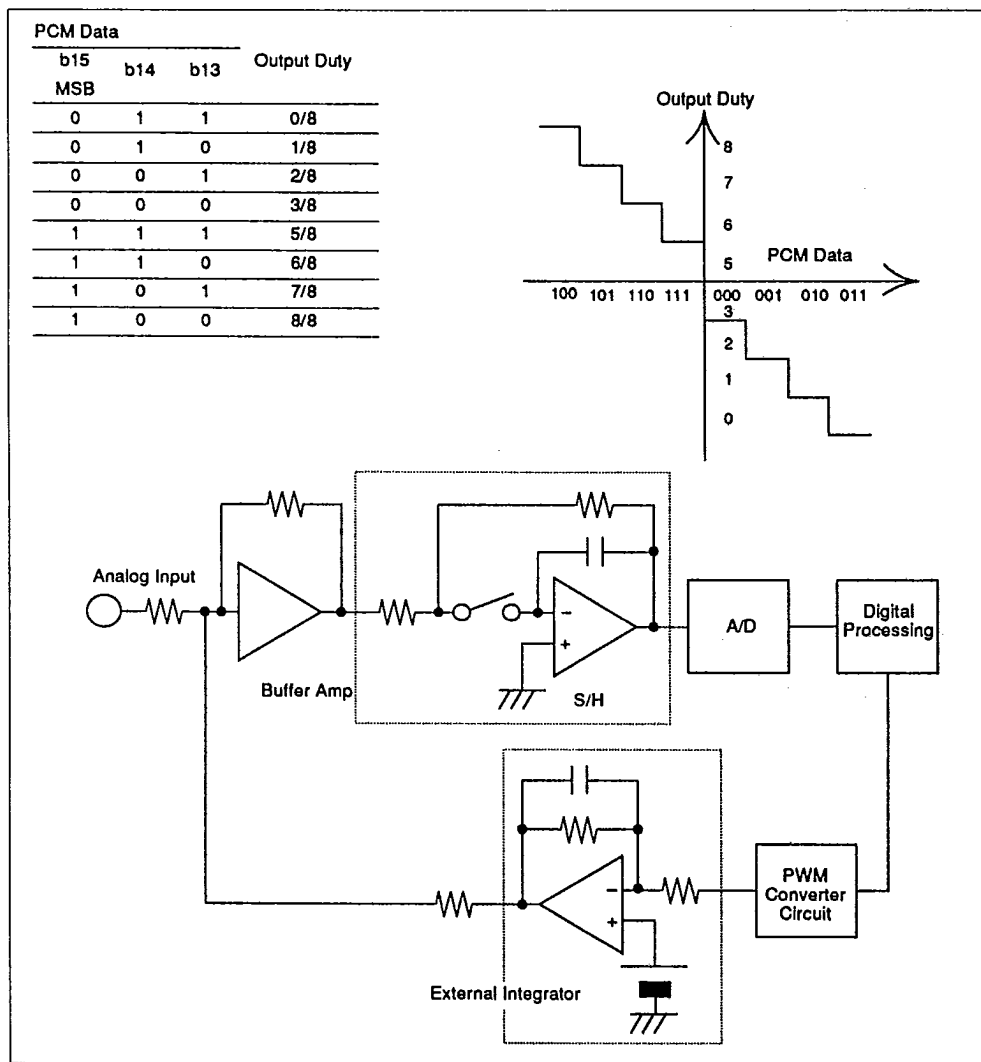 PCM Data
b15 b14 b13 Output Duty
MSB
0 1 1 0/8
0 1 0 1/8
0 0 1 2/8
0 0 0 3/8
1 1 1 5/8
1 1 0 6/8
1 0 1 7/8
1 0 0 8/8
Output Duty
8
7
6
5
PCM Data
100 101 110 111 000 001 010 011
3
2
1
0
Analog Input
Buffer Amp
−
+
S/H
A/D
Digital
Processing
−
+
PWM
Converter
Circuit
External Integrator